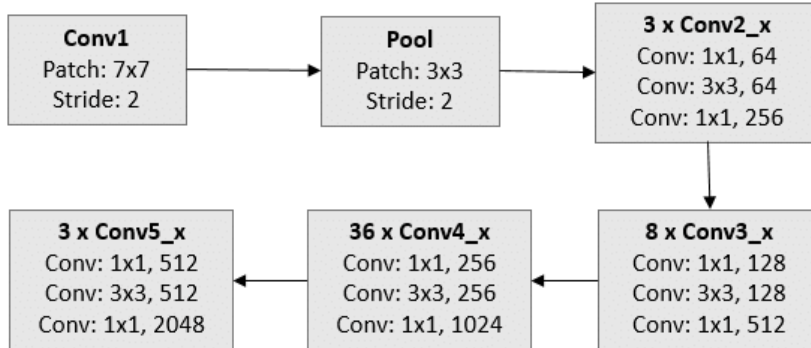 Conv1
Patch: 7x7
Stride: 2
Pool
Patch: 3x3
Stride: 2
3 x Conv2_x
Conv: 1x1, 64
Conv: 3x3, 64
Conv: 1x1, 256
8 x Conv3_x
Conv: 1x1, 128
Conv: 3x3, 128
Conv: 1x1, 512
36 x Conv4_x
Conv: 1x1, 256
Conv: 3x3, 256
Conv: 1x1, 1024
3 x Conv5_x
Conv: 1x1, 512
Conv: 3x3, 512
Conv: 1x1, 2048